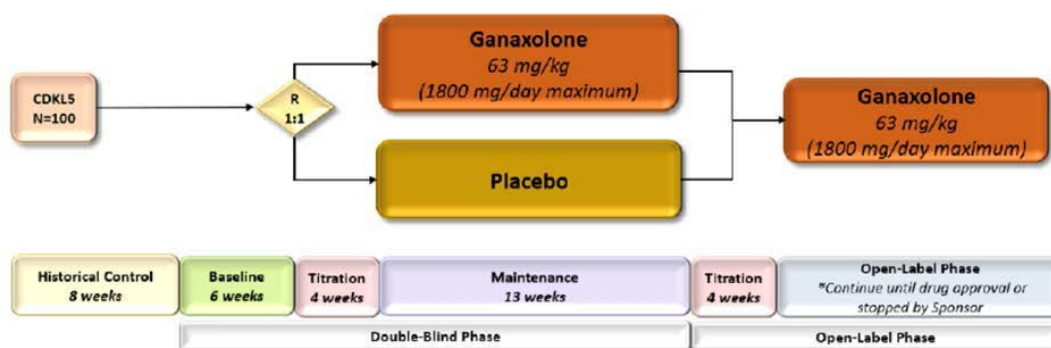 Ganaxolone
63 mg/kg
(1800 mg/day maximum)
CDKL5
N=100
R
1:1
Ganaxolone
63 mg/kg
(1800 mg/day maximum)
Placebo
Historical Control
8 weeks
Baseline
6 weeks
Titration
4 weeks
Maintenance
13 weeks
Titration
4 weeks
Open-Label Phase
*Continue until drug approval or
stopped by Sponsor
Double-Blind Phase
Open-Label Phase